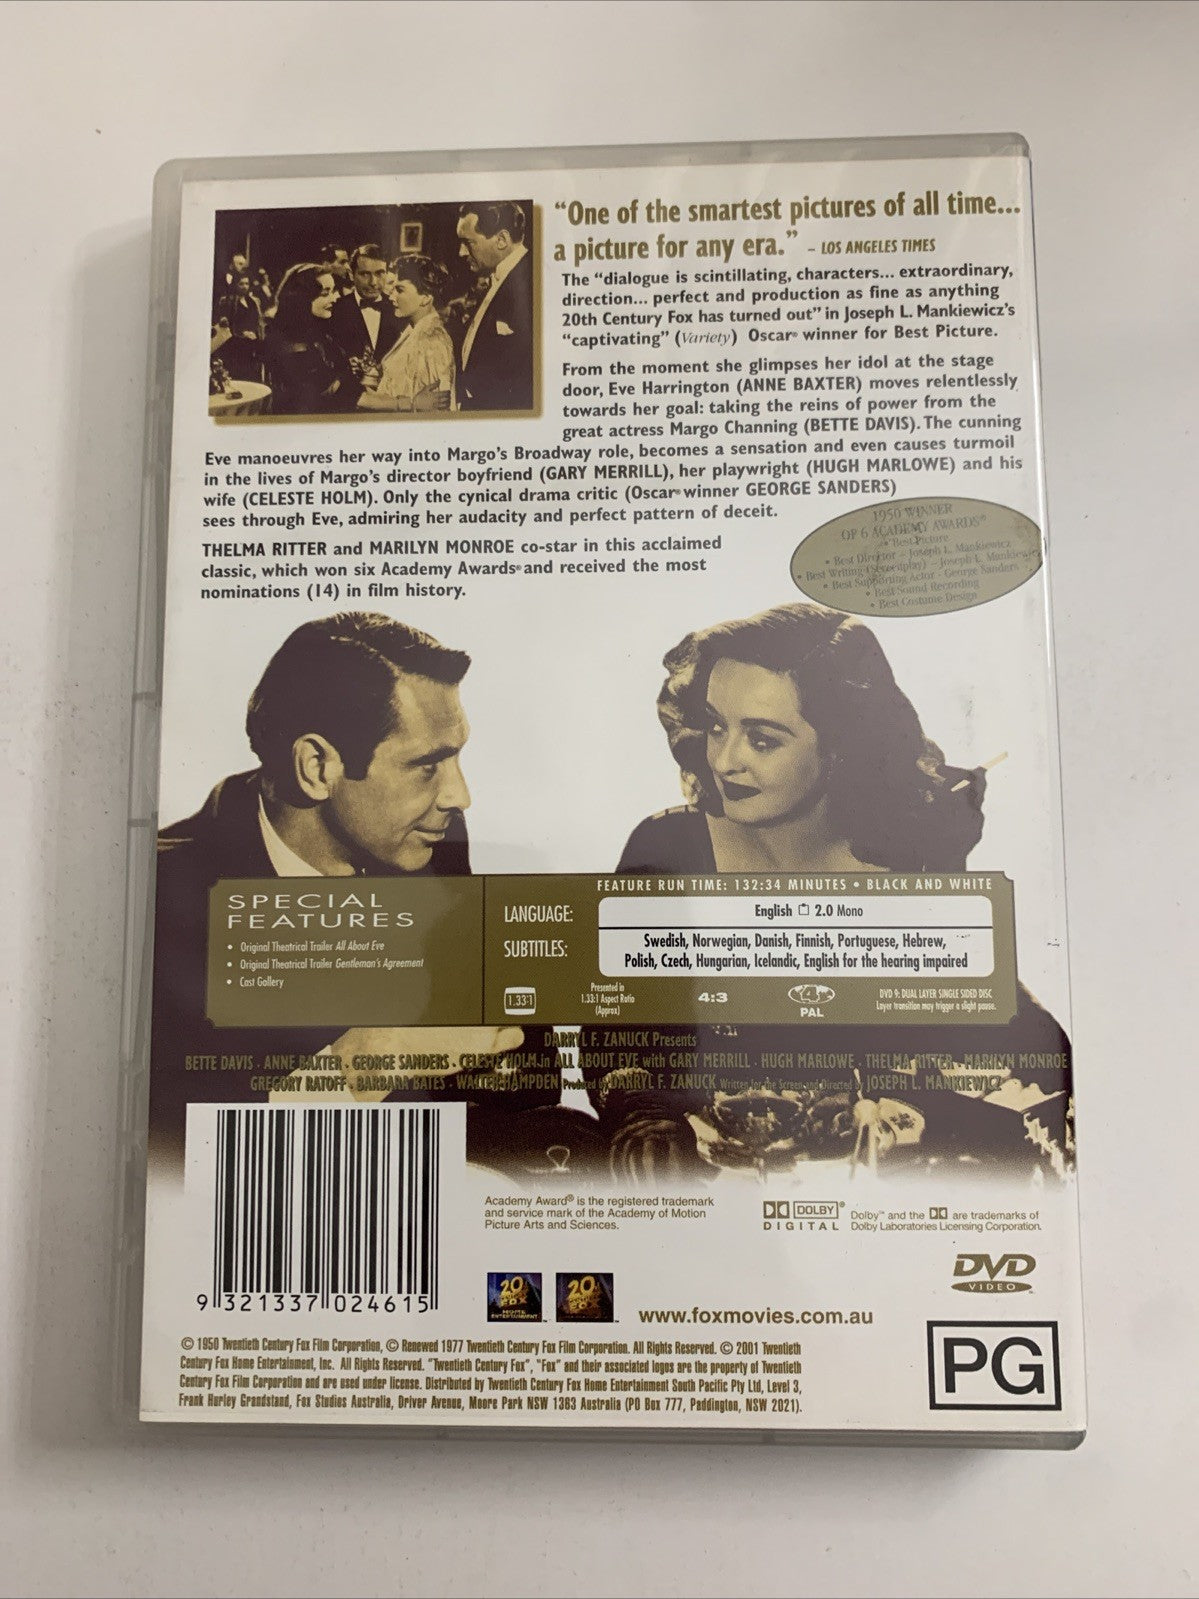 “One of the smartest pictures of all time...
a picture for any era.” – LOS ANGELES TIMES
The “dialogue is scintillating, characters... extraordinary,
direction... perfect and production as fine as anything
20th Century Fox has turned out” in Joseph L. Mankiewicz’s
“captivating” (Variety) Oscar® winner for Best Picture.
From the moment she glimpses her idol at the stage
door, Eve Harrington (ANNE BAXTER) moves relentlessly
towards her goal: taking the reins of power from the
great actress Margo Channing (BETTE DAVIS). The cunning
Eve manoeuvres her way into Margo’s Broadway role, becomes a sensation and even causes turmoil
in the lives of Margo’s director boyfriend (GARY MERRILL), her playwright (HUGH MARLOWE) and his
wife (CELESTE HOLM). Only the cynical drama critic (Oscar® winner GEORGE SANDERS)
sees through Eve, admiring her audacity and perfect pattern of deceit.
THELMA RITTER and MARILYN MONROE co-star in this acclaimed
classic, which won six Academy Awards® and received the most
nominations (14) in film history.
1950 WINNER
OF 6 ACADEMY AWARDS®
• Best Picture
• Best Director – Joseph L. Mankiewicz
• Best Writing (Screenplay) – Joseph L. Mankiewicz
• Best Supporting Actor - George Sanders
• Best Sound Recording
• Best Costume Design
SPECIAL
FEATURES
• Original Theatrical Trailer All About Eve
• Original Theatrical Trailer Gentleman’s Agreement
• Cast Gallery
FEATURE RUN TIME: 132:34 MINUTES • BLACK AND WHITE
LANGUAGE: English 2.0 Mono
SUBTITLES: Swedish, Norwegian, Danish, Finnish, Portuguese, Hebrew,
Polish, Czech, Hungarian, Icelandic, English for the hearing impaired
1.33:1
Presented in
1.33:1 Aspect Ratio
(Approx)
4:3
4
PAL
DVD 9: DUAL LAYER SINGLE SIDED DISC
Layer transition may trigger a slight pause.
DARRYL F. ZANUCK Presents
BETTE DAVIS · ANNE BAXTER · GEORGE SANDERS · CELESTE HOLM in ALL ABOUT EVE with GARY MERRILL · HUGH MARLOWE · THELMA RITTER · MARILYN MONROE
GREGORY RATOFF · BARBARA BATES · WALTER HAMPDEN Produced by DARRYL F. ZANUCK Written for the Screen and Directed by JOSEPH L. MANKIEWICZ
9 321337 024615
Academy Award® is the registered trademark
and service mark of the Academy of Motion
Picture Arts and Sciences.
DOLBY®
DIGITAL
Dolby™ and the DD are trademarks of
Dolby Laboratories Licensing Corporation.
DVD
VIDEO
20
CENTURY
FOX
HOME
ENTERTAINMENT
20
CENTURY
FOX
www.foxmovies.com.au
© 1950 Twentieth Century Fox Film Corporation, © Renewed 1977 Twentieth Century Fox Film Corporation. All Rights Reserved. © 2001 Twentieth
Century Fox Home Entertainment, Inc. All Rights Reserved. “Twentieth Century Fox”, “Fox” and their associated logos are the property of Twentieth
Century Fox Film Corporation and are used under license. Distributed by Twentieth Century Fox Home Entertainment South Pacific Pty Ltd, Level 3,
Frank Hurley Grandstand, Fox Studios Australia, Driver Avenue, Moore Park NSW 1363 Australia (PO Box 777, Paddington, NSW 2021).
PG